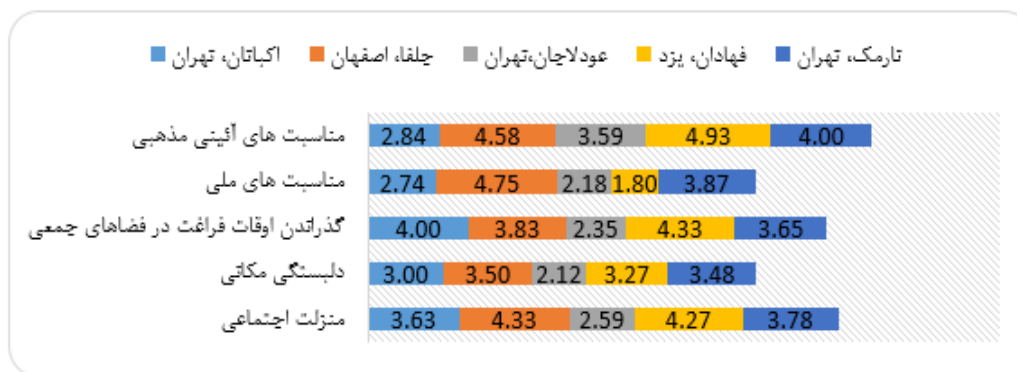 نارمک، تهران فهادان، یزد عودلاجان،تهران جلفا، اصفهان اکباتان، تهران
مناسبت های آئینی مذهبی 2.84 4.58 3.59 4.93 4.00
مناسبت های ملی 2.74 4.75 2.18 1.80 3.87
گذراندن اوقات فراغت در فضاهای جمعی 4.00 3.83 2.35 4.33 3.65
دلبستگی مکانی 3.00 3.50 2.12 3.27 3.48
منزلت اجتماعی 3.63 4.33 2.59 4.27 3.78